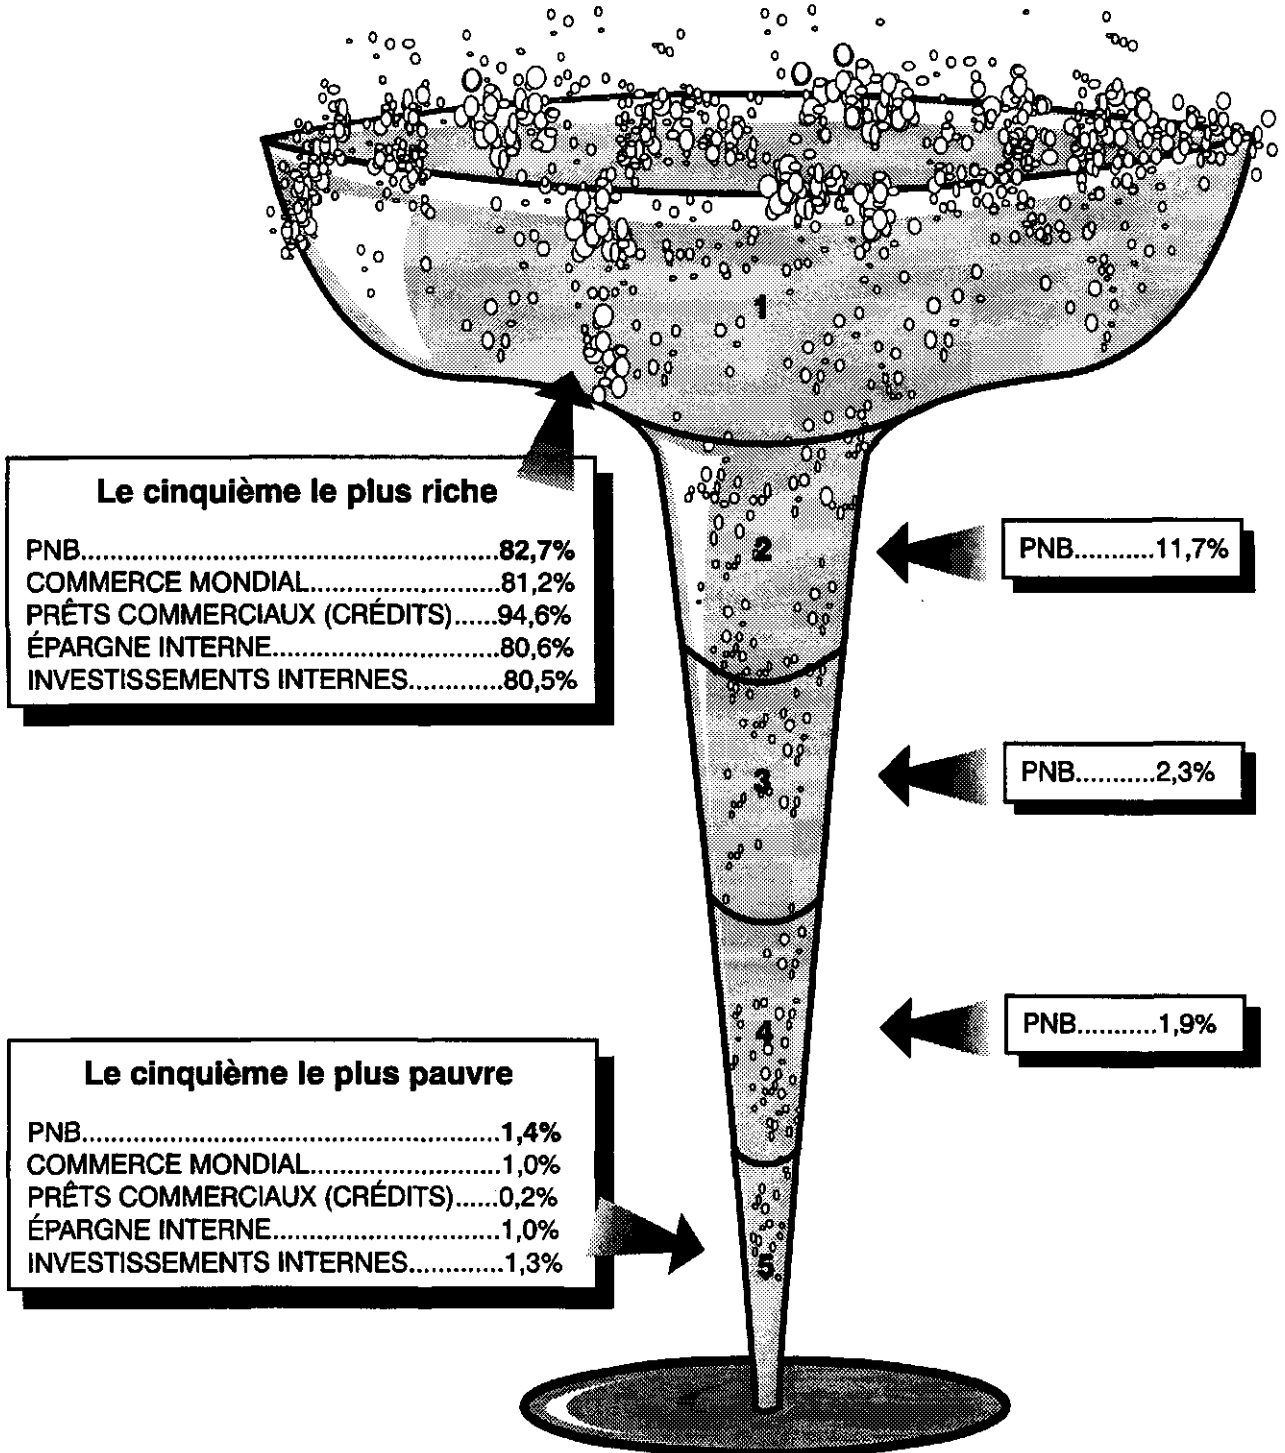 1
Le cinquième le plus riche
PNB..................................................82,7%
COMMERCE MONDIAL.......................81,2%
PRÊTS COMMERCIAUX (CRÉDITS)......94,6%
ÉPARGNE INTERNE............................80,6%
INVESTISSEMENTS INTERNES............80,5%
2
PNB...........11,7%
3
PNB...........2,3%
4
PNB...........1,9%
Le cinquième le plus pauvre
PNB..................................................1,4%
COMMERCE MONDIAL.......................1,0%
PRÊTS COMMERCIAUX (CRÉDITS)......0,2%
ÉPARGNE INTERNE...........................1,0%
INVESTISSEMENTS INTERNES............1,3%
5